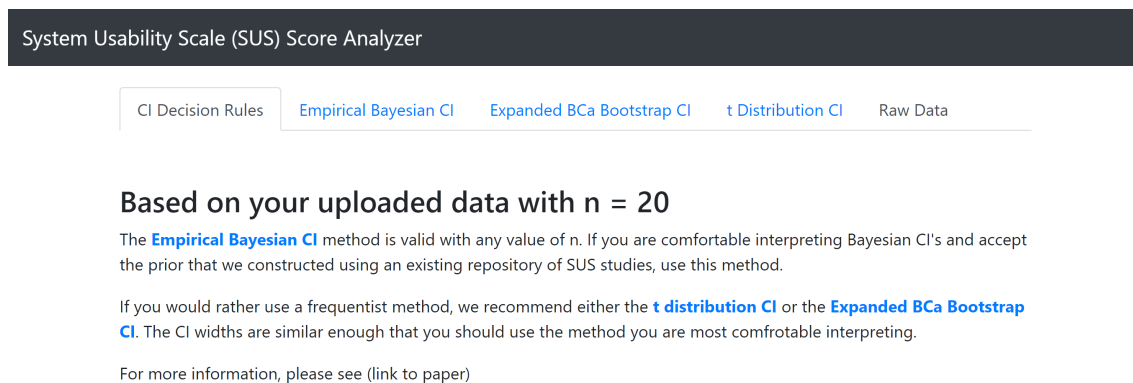 System Usability Scale (SUS) Score Analyzer
CI Decision Rules Empirical Bayesian CI Expanded BCa Bootstrap CI t Distribution CI Raw Data
Based on your uploaded data with n = 20
The Empirical Bayesian CI method is valid with any value of n. If you are comfortable interpreting Bayesian CI's and accept
the prior that we constructed using an existing repository of SUS studies, use this method.
If you would rather use a frequentist method, we recommend either the t distribution CI or the Expanded BCa Bootstrap
CI. The CI widths are similar enough that you should use the method you are most comfrotable interpreting.
For more information, please see (link to paper)